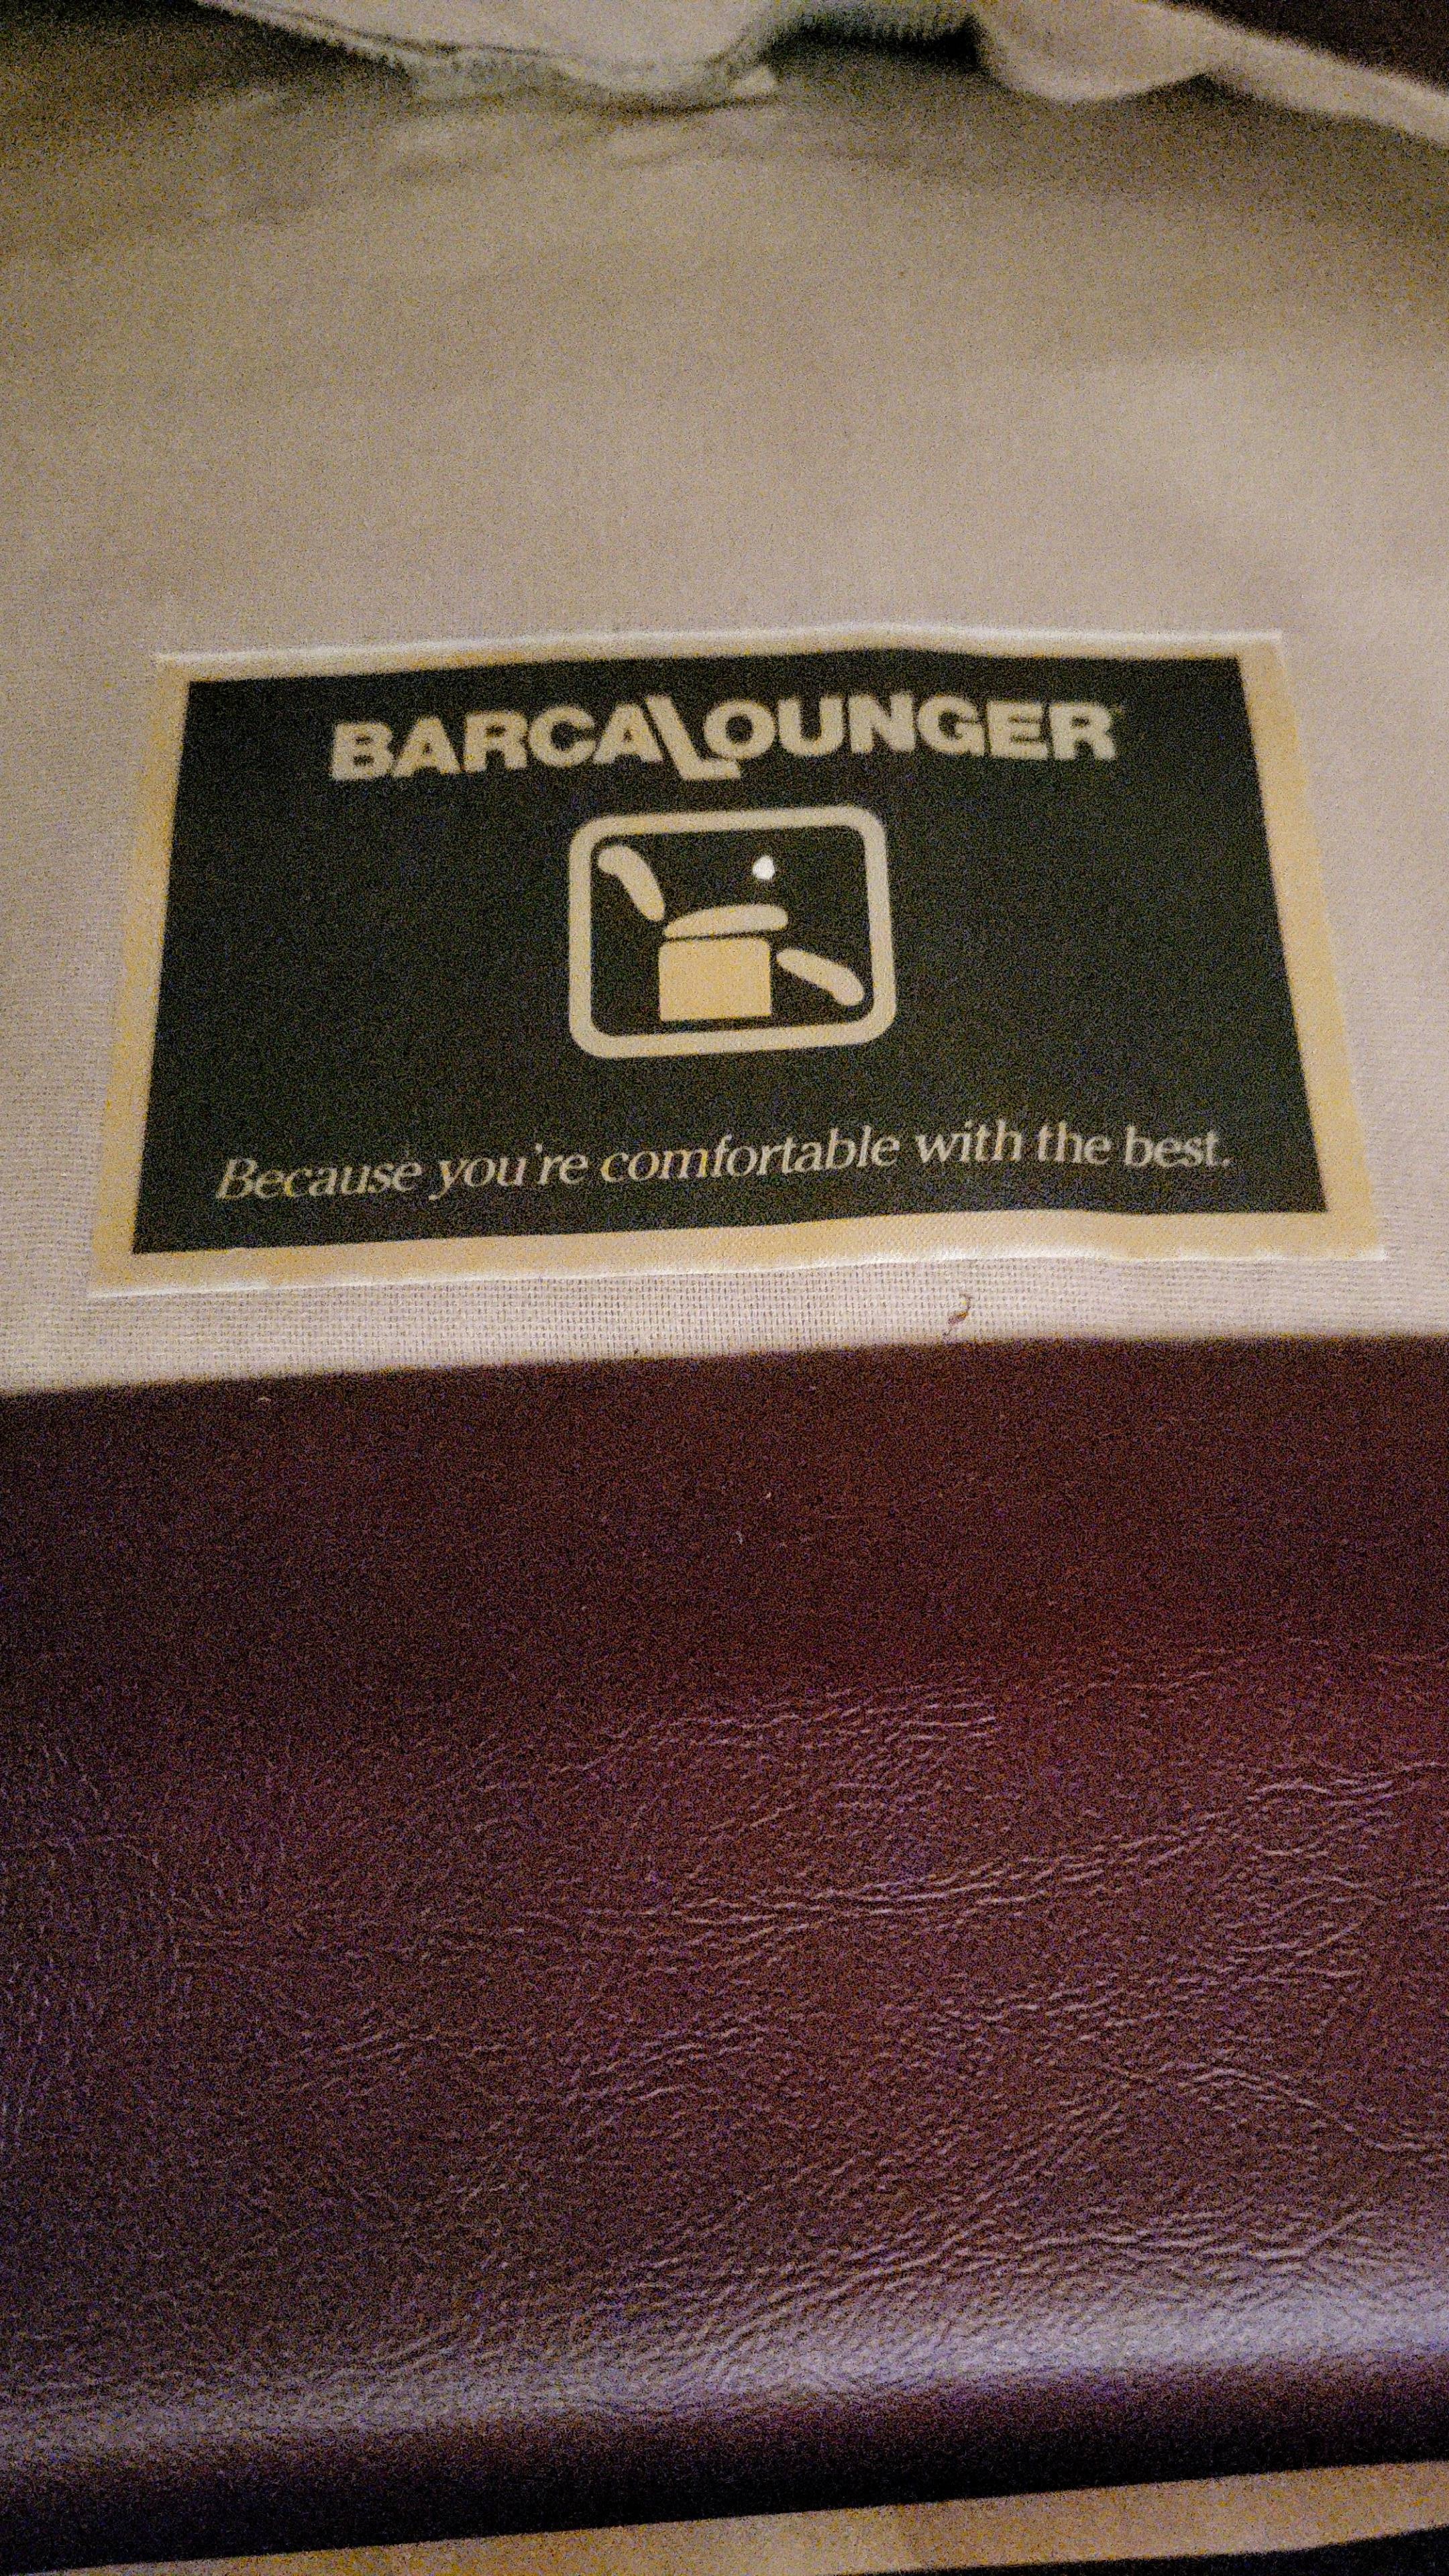 BARCALOUNGER
Because you're comfortable with the best.